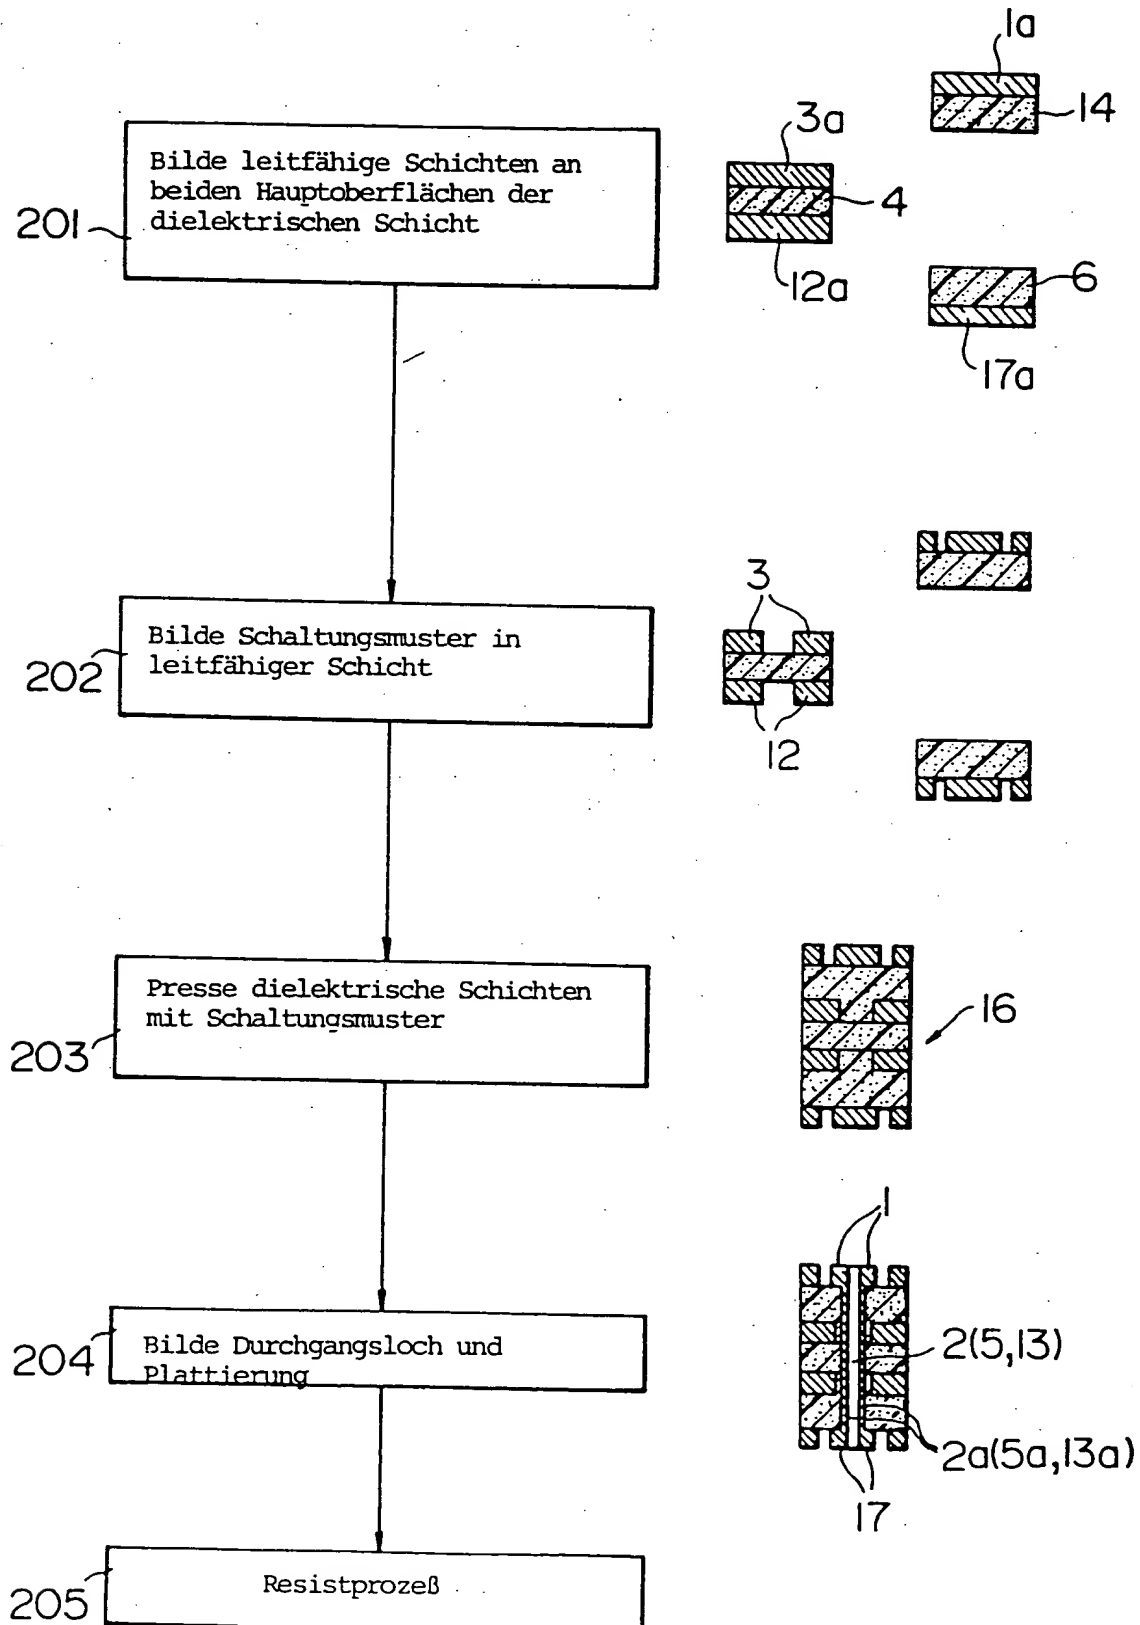 1a
14
3a
4
12a
6
17a
201
Bilde leitfähige Schichten an
beiden Hauptoberflächen der
dielektrischen Schicht
202
Bilde Schaltungsmuster in
leitfähiger Schicht
3
12
203
Presse dielektrische Schichten
mit Schaltungsmuster
16
204
Bilde Durchgangsloch und
Plattierung
1
2(5,13)
2a(5a,13a)
17
205
Resistprozeß